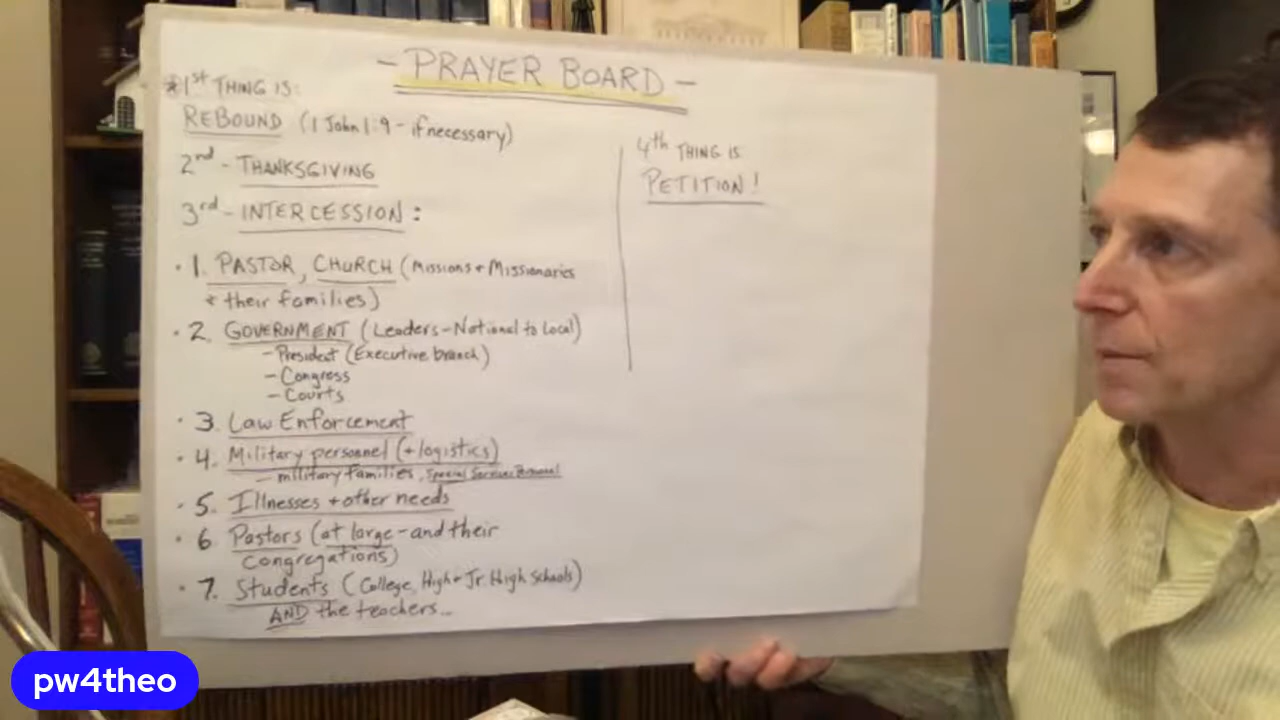 - PRAYER BOARD -
*1st THING IS:
REBOUND (1 John 1:9 - if necessary)
2nd - THANKSGIVING
3rd - INTERCESSION:
• 1. PASTOR, CHURCH (Missions + Missionaries
+ their families)
• 2. GOVERNMENT (Leaders - National to Local)
- President (Executive branch)
- Congress
- Courts
• 3. Law Enforcement
• 4. Military personnel (+ logistics)
- military families, Special Services Personal
• 5. Illnesses + other needs
• 6. Pastors (at large - and their
congregations)
• 7. Students (College, High + Jr. High Schools)
AND the teachers...
4th THING IS
PETITION!
pw4theo